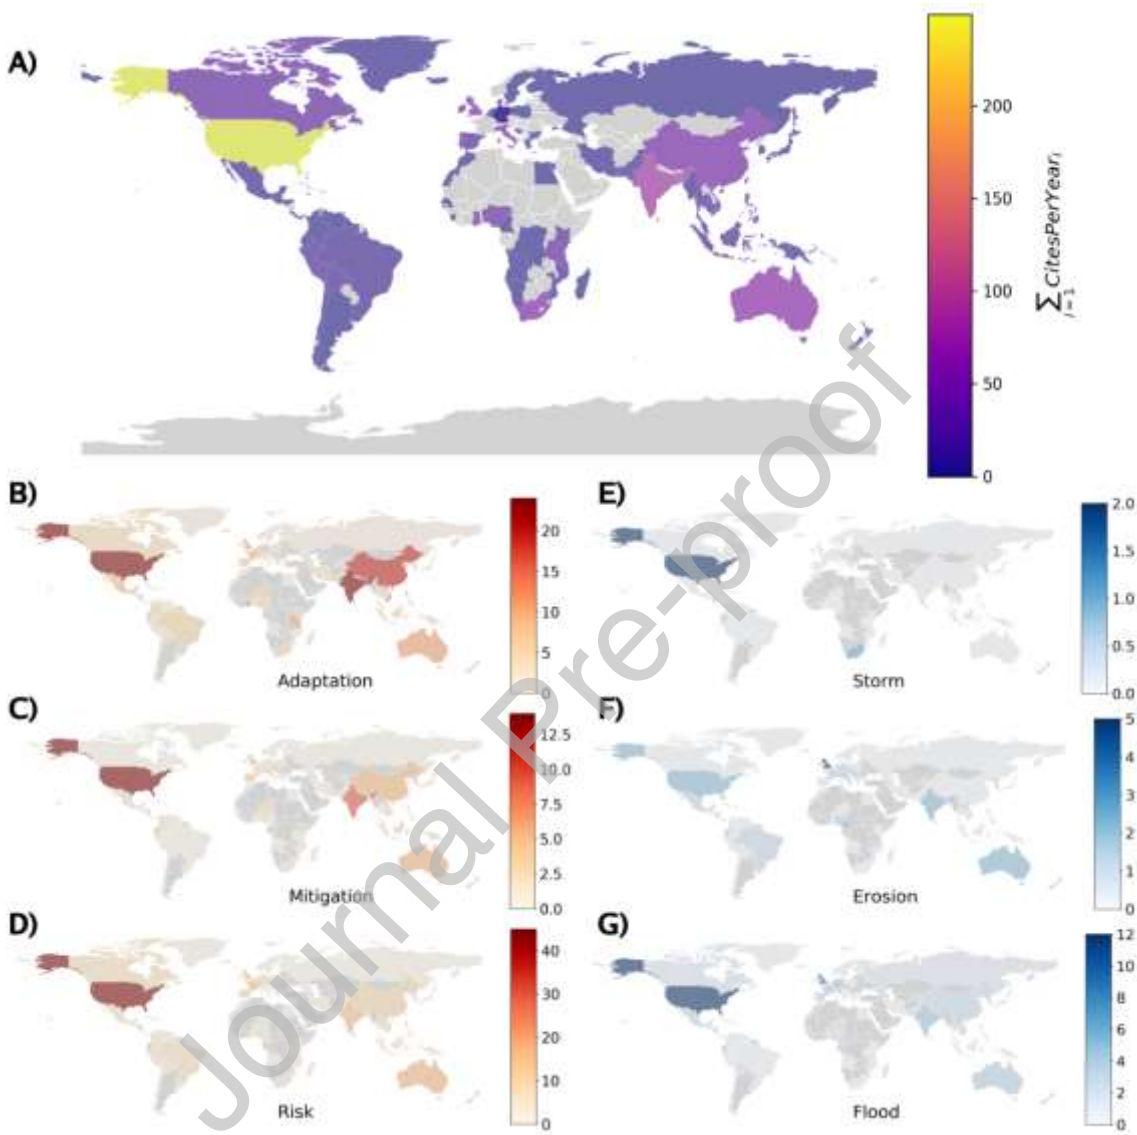 A)
200
150
100
50
0
∑ CitesPerYearᵢ
i=1
B)
20
15
10
5
0
Adaptation
C)
12.5
10.0
7.5
5.0
2.5
0.0
Mitigation
D)
40
30
20
10
0
Risk
E)
2.0
1.5
1.0
0.5
0.0
Storm
F)
5
4
3
2
1
0
Erosion
G)
12
10
8
6
4
2
0
Flood
Journal Pre-proof